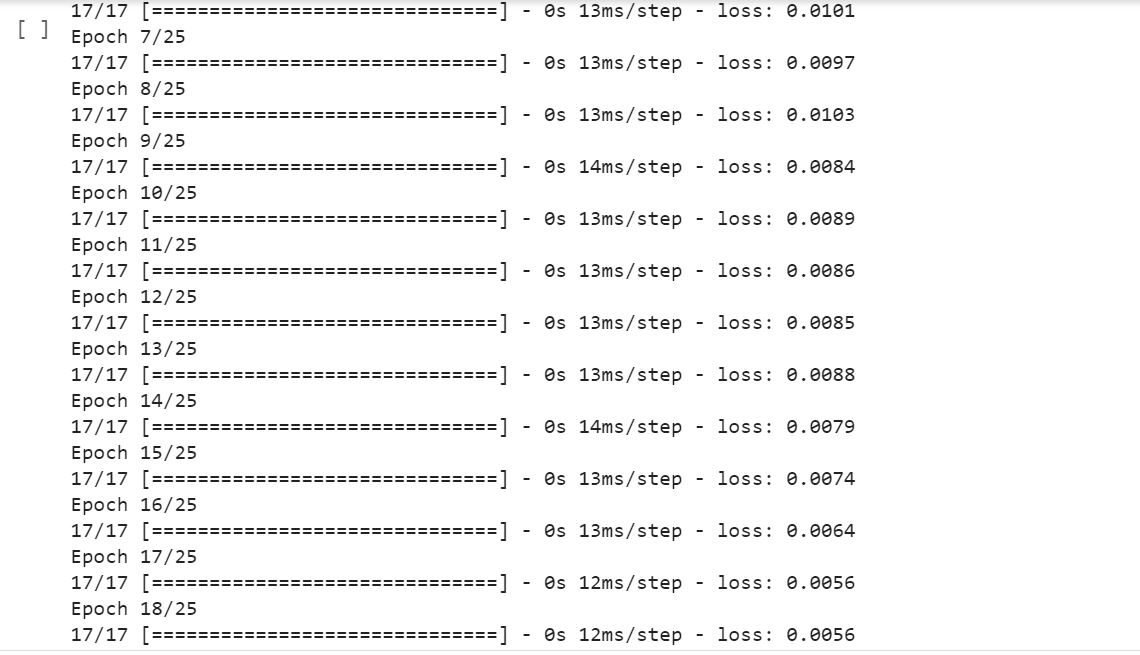 17/17 [==============================] - 0s 13ms/step - loss: 0.0101
[ ]
Epoch 7/25
17/17 [==============================] - 0s 13ms/step - loss: 0.0097
Epoch 8/25
17/17 [==============================] - 0s 13ms/step - loss: 0.0103
Epoch 9/25
17/17 [==============================] - 0s 14ms/step - loss: 0.0084
Epoch 10/25
17/17 [==============================] - 0s 13ms/step - loss: 0.0089
Epoch 11/25
17/17 [==============================] - 0s 13ms/step - loss: 0.0086
Epoch 12/25
17/17 [==============================] - 0s 13ms/step - loss: 0.0085
Epoch 13/25
17/17 [==============================] - 0s 13ms/step - loss: 0.0088
Epoch 14/25
17/17 [==============================] - 0s 14ms/step - loss: 0.0079
Epoch 15/25
17/17 [==============================] - 0s 13ms/step - loss: 0.0074
Epoch 16/25
17/17 [==============================] - 0s 13ms/step - loss: 0.0064
Epoch 17/25
17/17 [==============================] - 0s 12ms/step - loss: 0.0056
Epoch 18/25
17/17 [==============================] - 0s 12ms/step - loss: 0.0056